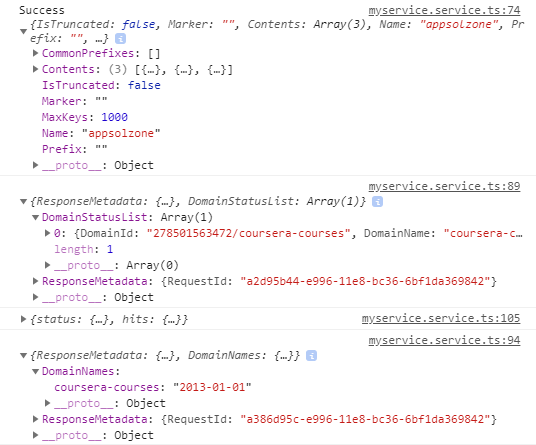 Success myservice.service.ts:74
{IsTruncated: false, Marker: "", Contents: Array(3), Name: "appsolzone", Pr
efix: "", …} i
CommonPrefixes: []
Contents: (3) [{…}, {…}, {…}]
IsTruncated: false
Marker: ""
MaxKeys: 1000
Name: "appsolzone"
Prefix: ""
__proto__: Object
myservice.service.ts:89
{ResponseMetadata: {…}, DomainStatusList: Array(1)} i
DomainStatusList: Array(1)
0: {DomainId: "278501563472/coursera-courses", DomainName: "coursera-c…
length: 1
__proto__: Array(0)
ResponseMetadata: {RequestId: "a2d95b44-e996-11e8-bc36-6bf1da369842"}
__proto__: Object
{status: {…}, hits: {…}} myservice.service.ts:105
myservice.service.ts:94
{ResponseMetadata: {…}, DomainNames: {…}} i
DomainNames:
coursera-courses: "2013-01-01"
__proto__: Object
ResponseMetadata: {RequestId: "a386d95c-e996-11e8-bc36-6bf1da369842"}
__proto__: Object